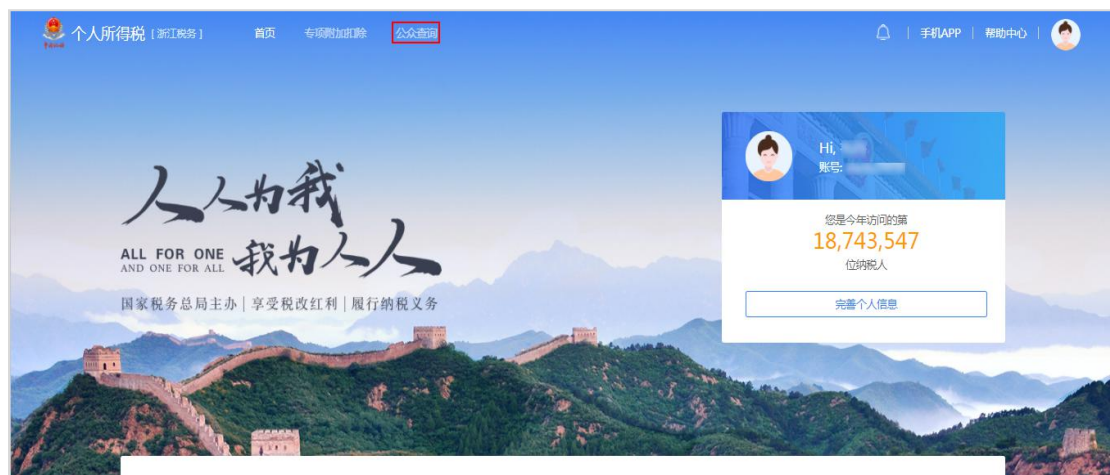 个人所得税 [ 浙江税务 ] 首页 专项附加扣除 公众查询 手机APP 帮助中心
人人为我
ALL FOR ONE
AND ONE FOR ALL
我为人人
国家税务总局主办 | 享受税改红利 | 履行纳税义务
Hi,
账号:
您是今年访问的第
18,743,547
位纳税人
完善个人信息